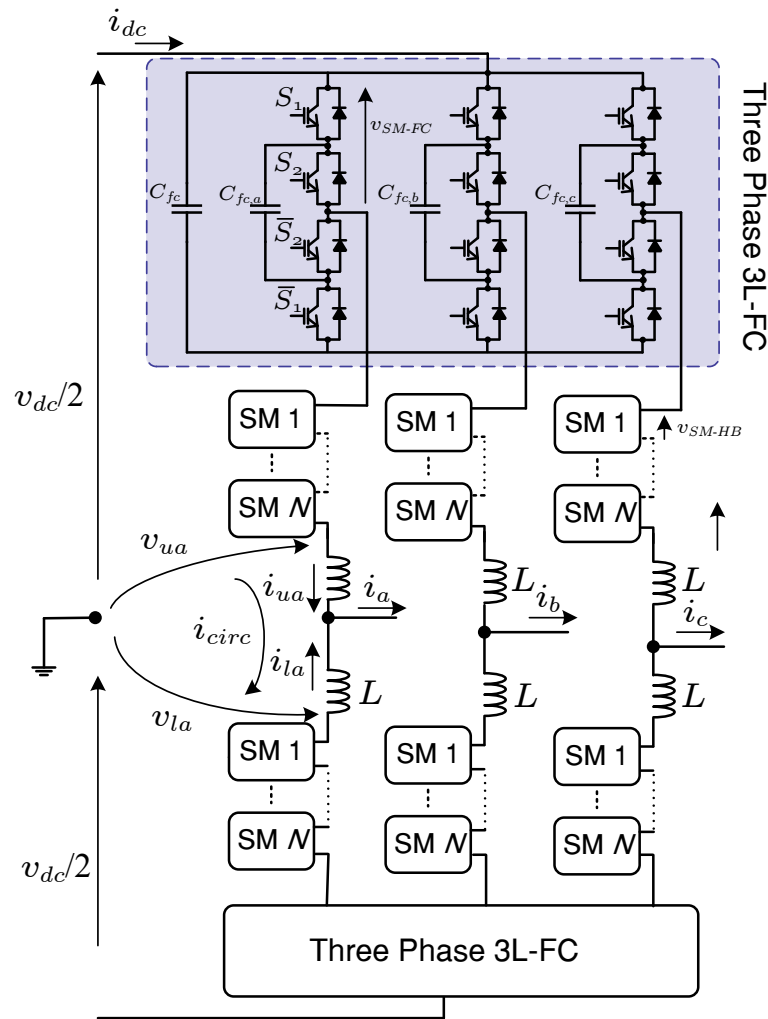 i_dc
S_1
v_SM-FC
S_2
C_fc
C_fc,a
C_fc,b
C_fc,c
S̅_2
S̅_1
Three Phase 3L-FC
v_dc/2
SM 1
SM 1
SM 1
v_SM-HB
SM N
SM N
SM N
v_ua
i_ua
i_a
L
i_b
L
i_c
i_circ
i_la
L
L
L
v_la
SM 1
SM 1
SM 1
SM N
SM N
SM N
v_dc/2
Three Phase 3L-FC